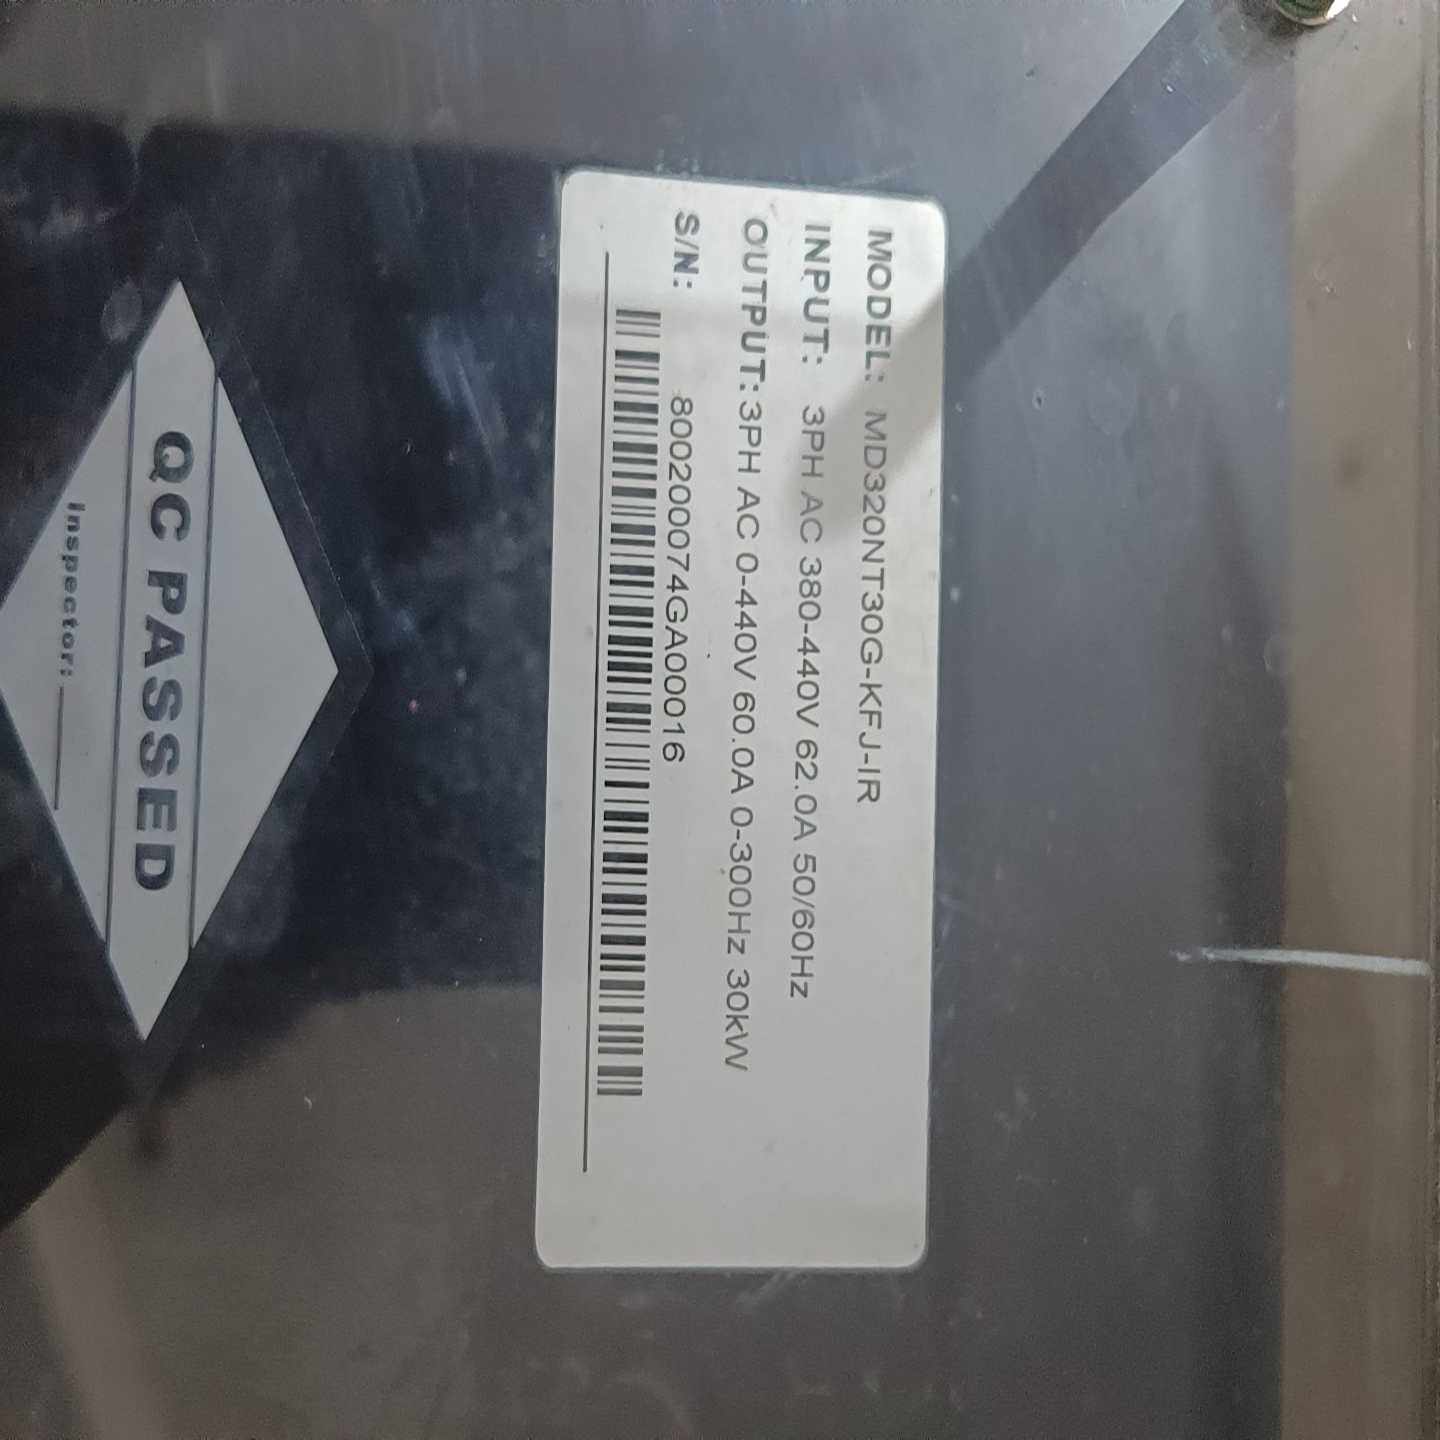 MODEL: MD320NT30G-KFJ-IR
INPUT: 3PH AC 380-440V 62.0A 50/60Hz
OUTPUT: 3PH AC 0-440V 60.0A 0-300Hz 30kW
S/N: 800200074GA00016
QC PASSED
Inspector: